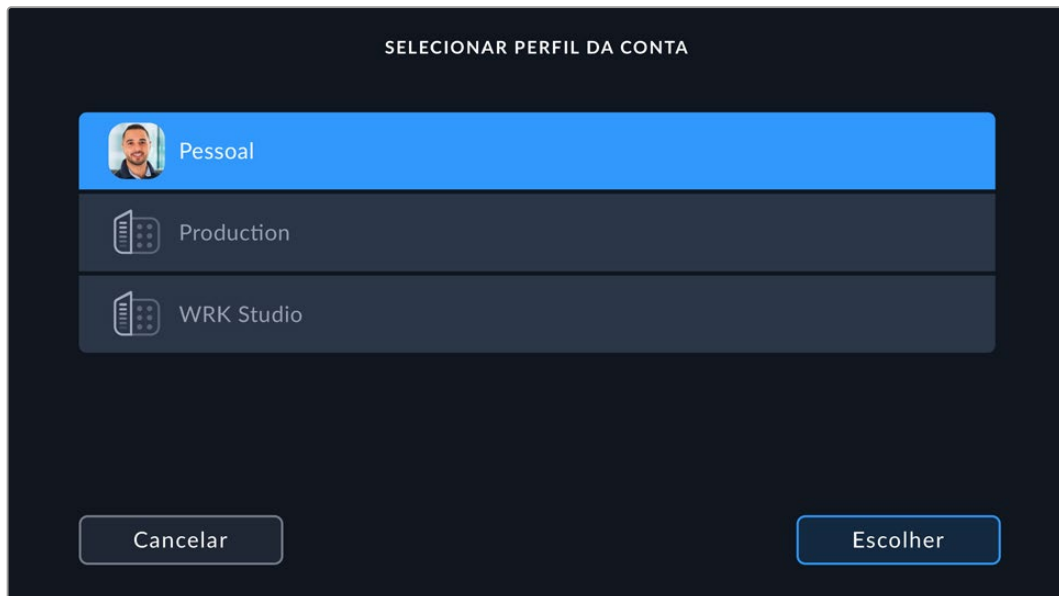 SELECIONAR PERFIL DA CONTA
Pessoal
Production
WRK Studio
Cancelar
Escolher